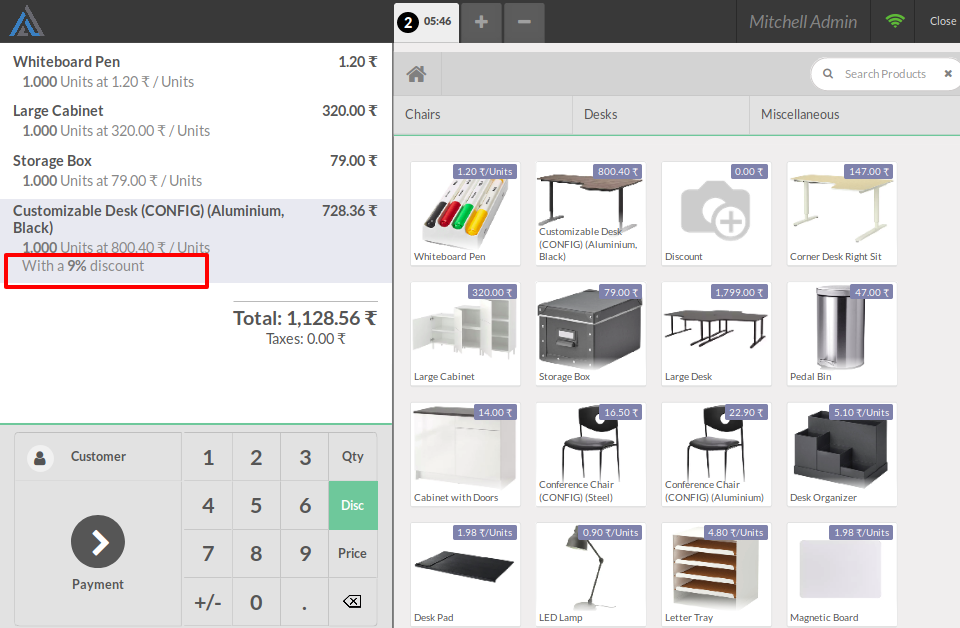 2 05:46 + −
Mitchell Admin
Close
Whiteboard Pen 1.20 ₹
1.000 Units at 1.20 ₹ / Units
Large Cabinet 320.00 ₹
1.000 Units at 320.00 ₹ / Units
Storage Box 79.00 ₹
1.000 Units at 79.00 ₹ / Units
Customizable Desk (CONFIG) (Aluminium, 728.36 ₹
Black)
1.000 Units at 800.40 ₹ / Units
With a 9% discount
Total: 1,128.56 ₹
Taxes: 0.00 ₹
Customer
Payment
1 2 3 Qty
4 5 6 Disc
7 8 9 Price
+/- 0 .
Search Products
Chairs Desks Miscellaneous
1.20 ₹/Units
Whiteboard Pen
800.40 ₹
Customizable Desk
(CONFIG) (Aluminium,
Black)
0.00 ₹
Discount
147.00 ₹
Corner Desk Right Sit
320.00 ₹
Large Cabinet
79.00 ₹
Storage Box
1,799.00 ₹
Large Desk
47.00 ₹
Pedal Bin
14.00 ₹
Cabinet with Doors
16.50 ₹
Conference Chair
(CONFIG) (Steel)
22.90 ₹
Conference Chair
(CONFIG) (Aluminium)
5.10 ₹/Units
Desk Organizer
1.98 ₹/Units
Desk Pad
0.90 ₹/Units
LED Lamp
4.80 ₹/Units
Letter Tray
1.98 ₹/Units
Magnetic Board